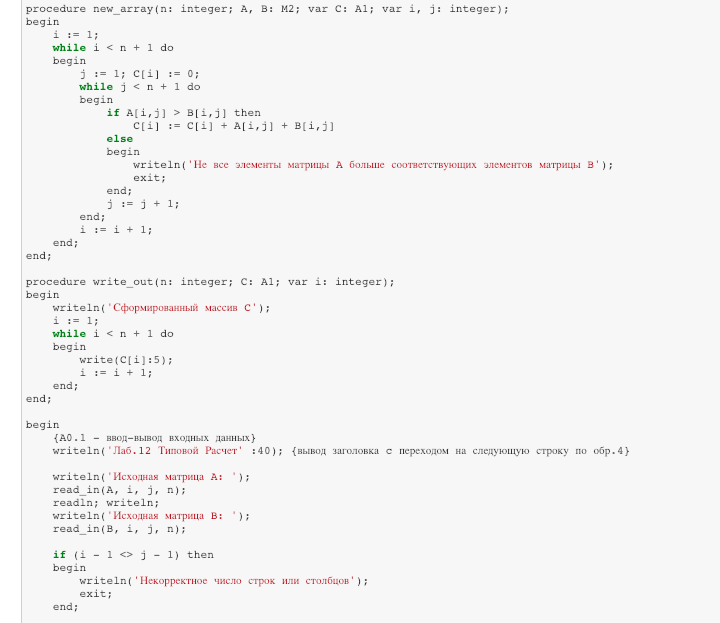 procedure new_array(n: integer; A, B: M2; var C: A1; var i, j: integer);
begin
    i := 1;
    while i < n + 1 do
    begin
        j := 1; C[i] := 0;
        while j < n + 1 do
        begin
            if A[i,j] > B[i,j] then
                C[i] := C[i] + A[i,j] + B[i,j]
            else
            begin
                writeln('Не все элементы матрицы A больше соответствующих элементов матрицы B');
                exit;
            end;
            j := j + 1;
        end;
        i := i + 1;
    end;
end;

procedure write_out(n: integer; C: A1; var i: integer);
begin
    writeln('Сформированный массив C');
    i := 1;
    while i < n + 1 do
    begin
        write(C[i]:5);
        i := i + 1;
    end;
end;

begin
    {A0.1 - ввод-вывод входных данных}
    writeln('Лаб.12 Типовой Расчет' :40); {вывод заголовка с переходом на следующую строку по обр.4}

    writeln('Исходная матрица A: ');
    read_in(A, i, j, n);
    readln; writeln;
    writeln('Исходная матрица B: ');
    read_in(B, i, j, n);

    if (i - 1 <> j - 1) then
    begin
        writeln('Некорректное число строк или столбцов');
        exit;
    end;